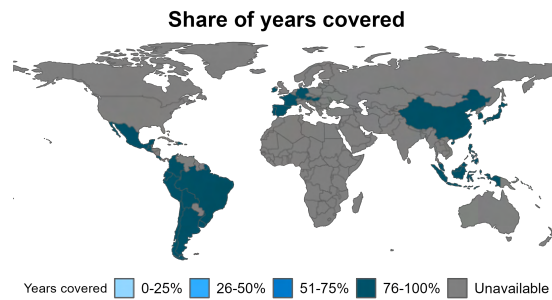 Share of years covered
Years covered 0-25% 26-50% 51-75% 76-100% Unavailable